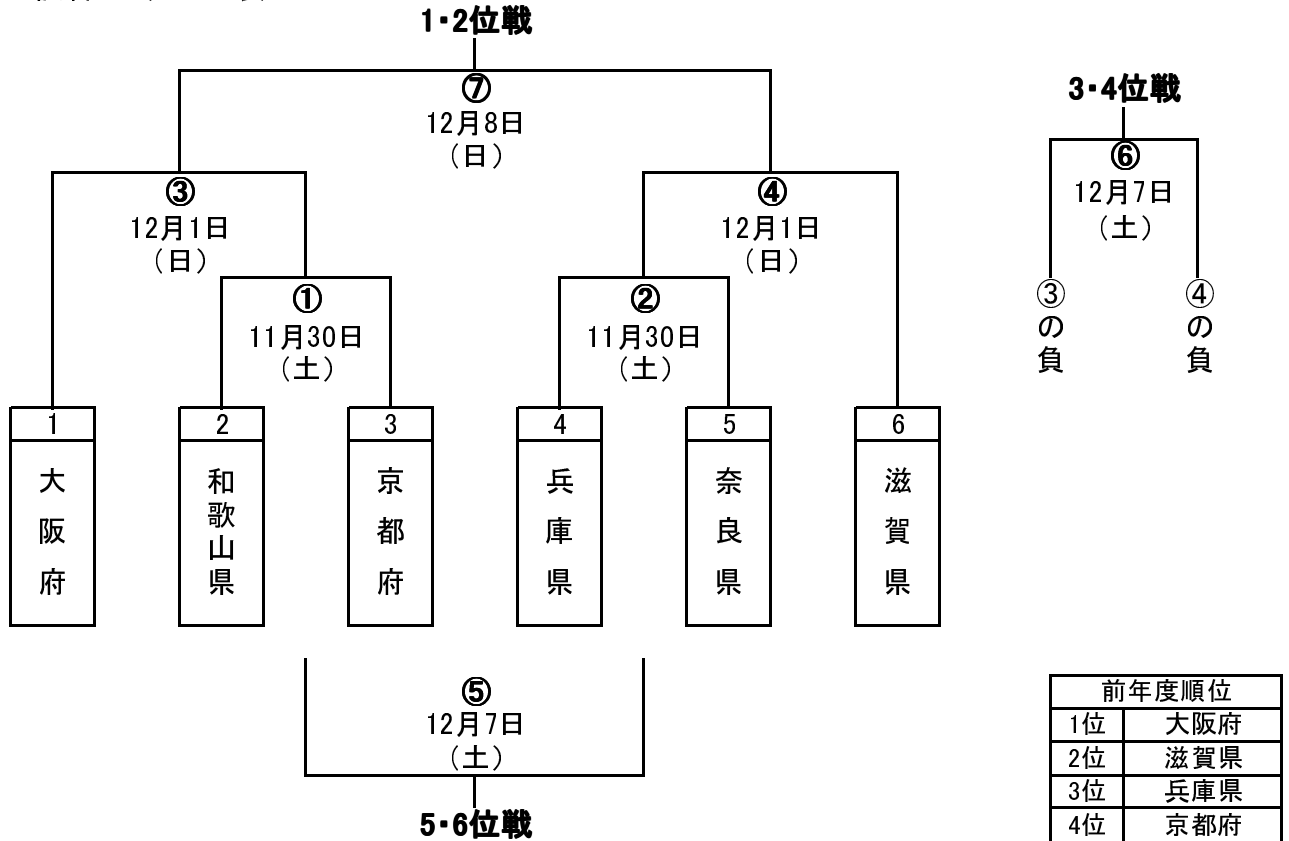 1・2位戦
⑦
12月8日
（日）
3・4位戦
⑥
12月7日
（土）
③の負
④の負
③
12月1日
（日）
④
12月1日
（日）
①
11月30日
（土）
②
11月30日
（土）
1
2
3
4
5
6
大阪府
和歌山県
京都府
兵庫県
奈良県
滋賀県
⑤
12月7日
（土）
5・6位戦
前年度順位
1位 大阪府
2位 滋賀県
3位 兵庫県
4位 京都府